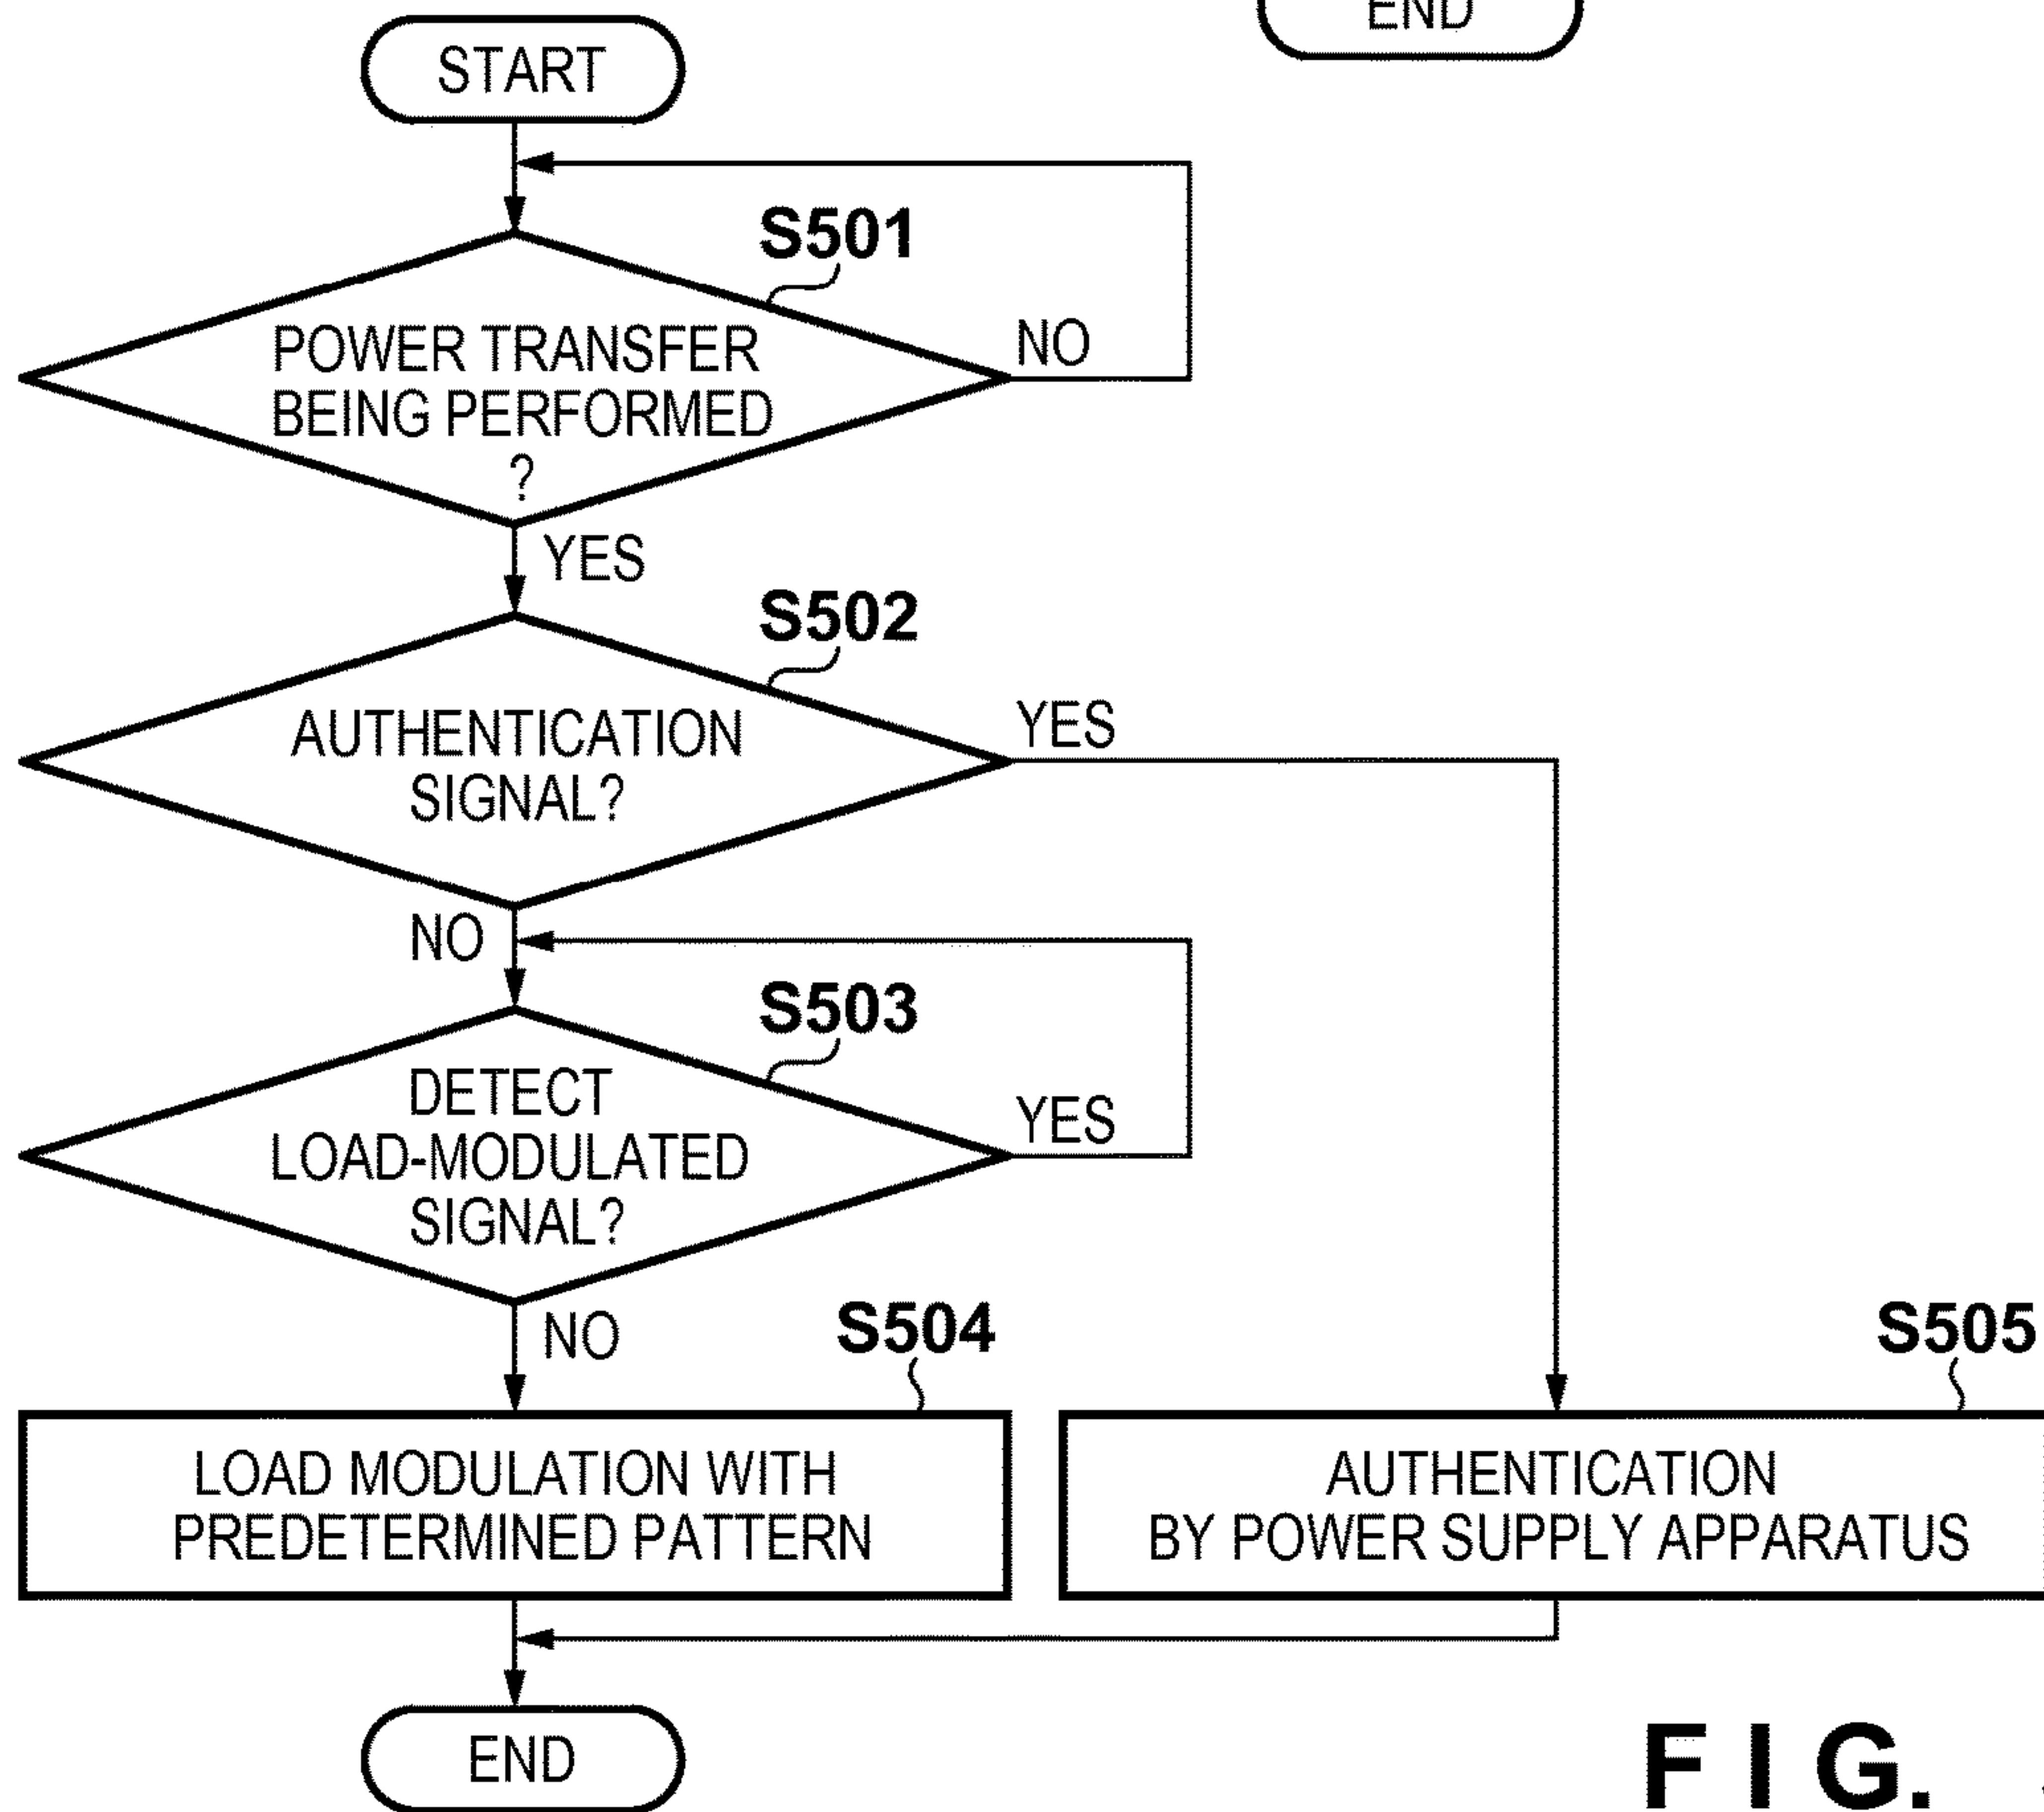 END
START
S501
POWER TRANSFER
BEING PERFORMED
?
NO
YES
S502
AUTHENTICATION
SIGNAL?
YES
NO
S503
DETECT
LOAD-MODULATED
SIGNAL?
YES
NO
S504
S505
LOAD MODULATION WITH
PREDETERMINED PATTERN
AUTHENTICATION
BY POWER SUPPLY APPARATUS
END
FIG.